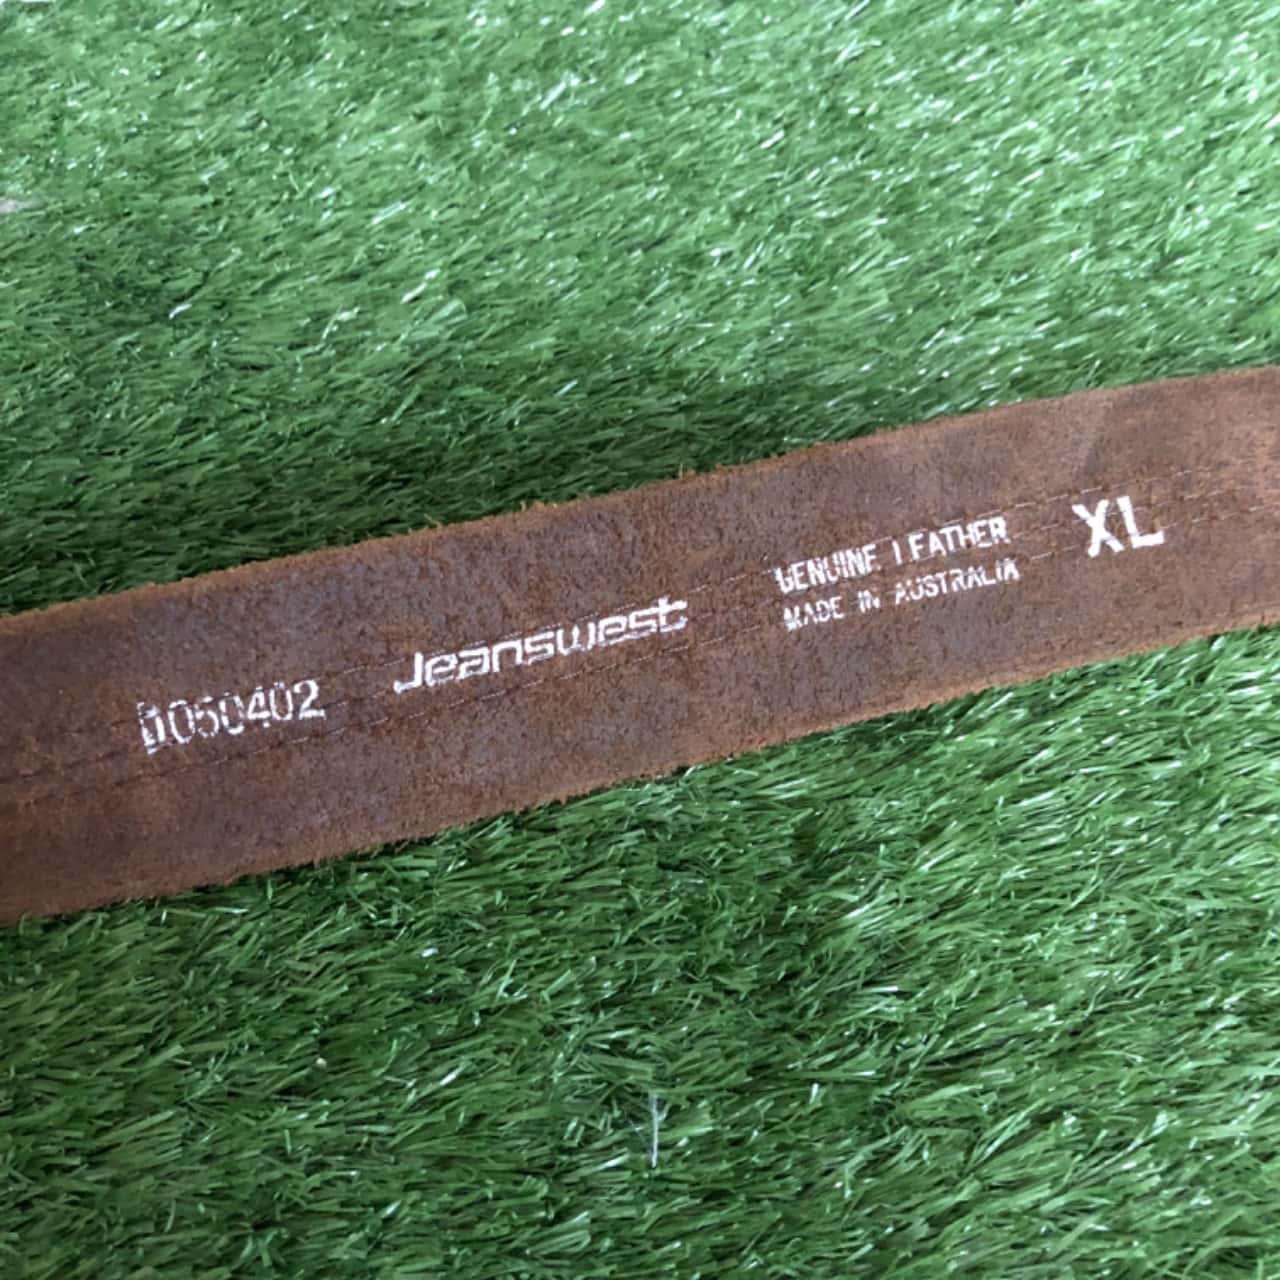 D050402
Jeanswest
GENUINE LEATHER
MADE IN AUSTRALIA
XL